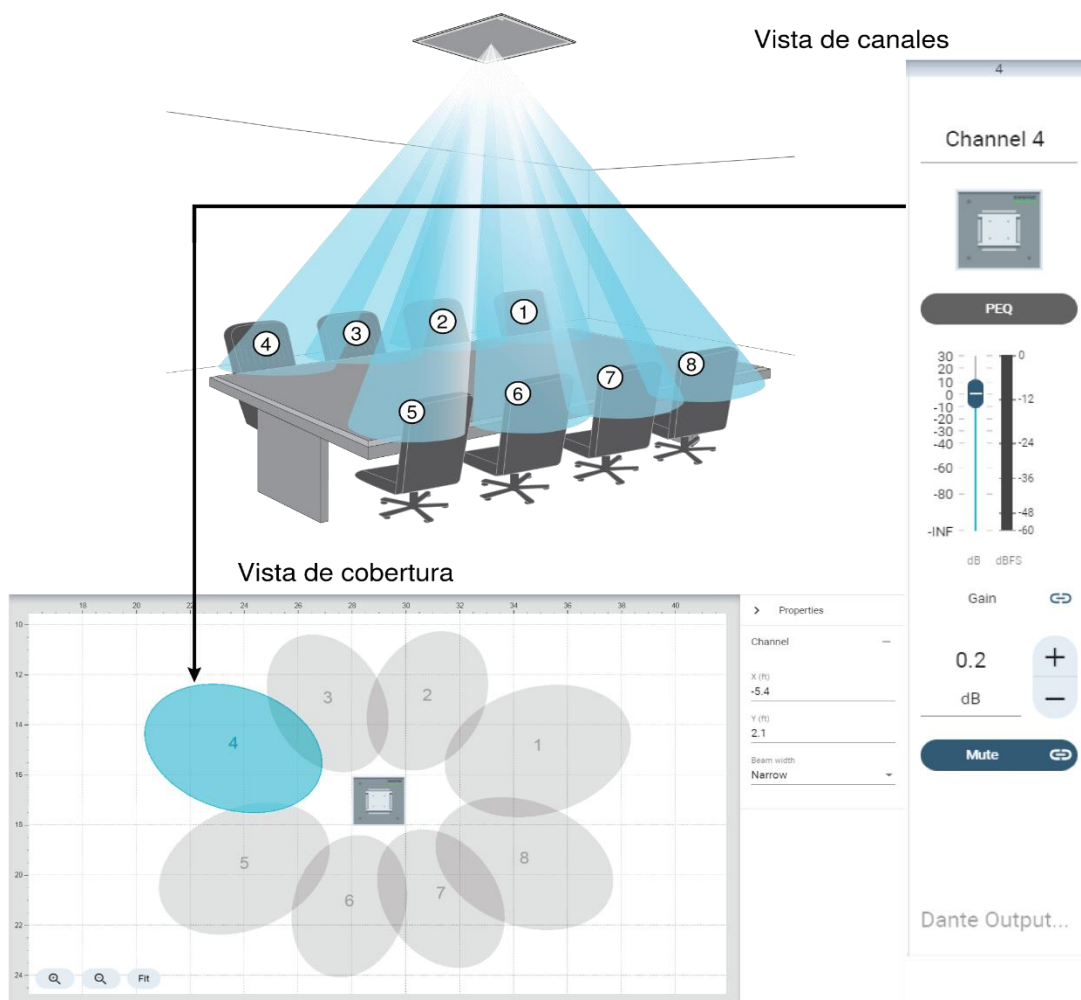 Vista de canales
4
Channel 4
PEQ
30
20
10
0
-10
-20
-30
-40
-60
-80
-INF
0
-12
-24
-36
-48
-60
dB
dBFS
Gain
0.2
dB
Mute
Dante Output...
1
2
3
4
5
6
7
8
Vista de cobertura
18 20 22 24 26 28 30 32 34 36 38 40
10
12
14
16
18
20
22
24
3
2
4
1
5
8
6
7
Fit
Properties
Channel
X (ft)
-5.4
Y (ft)
2.1
Beam width
Narrow